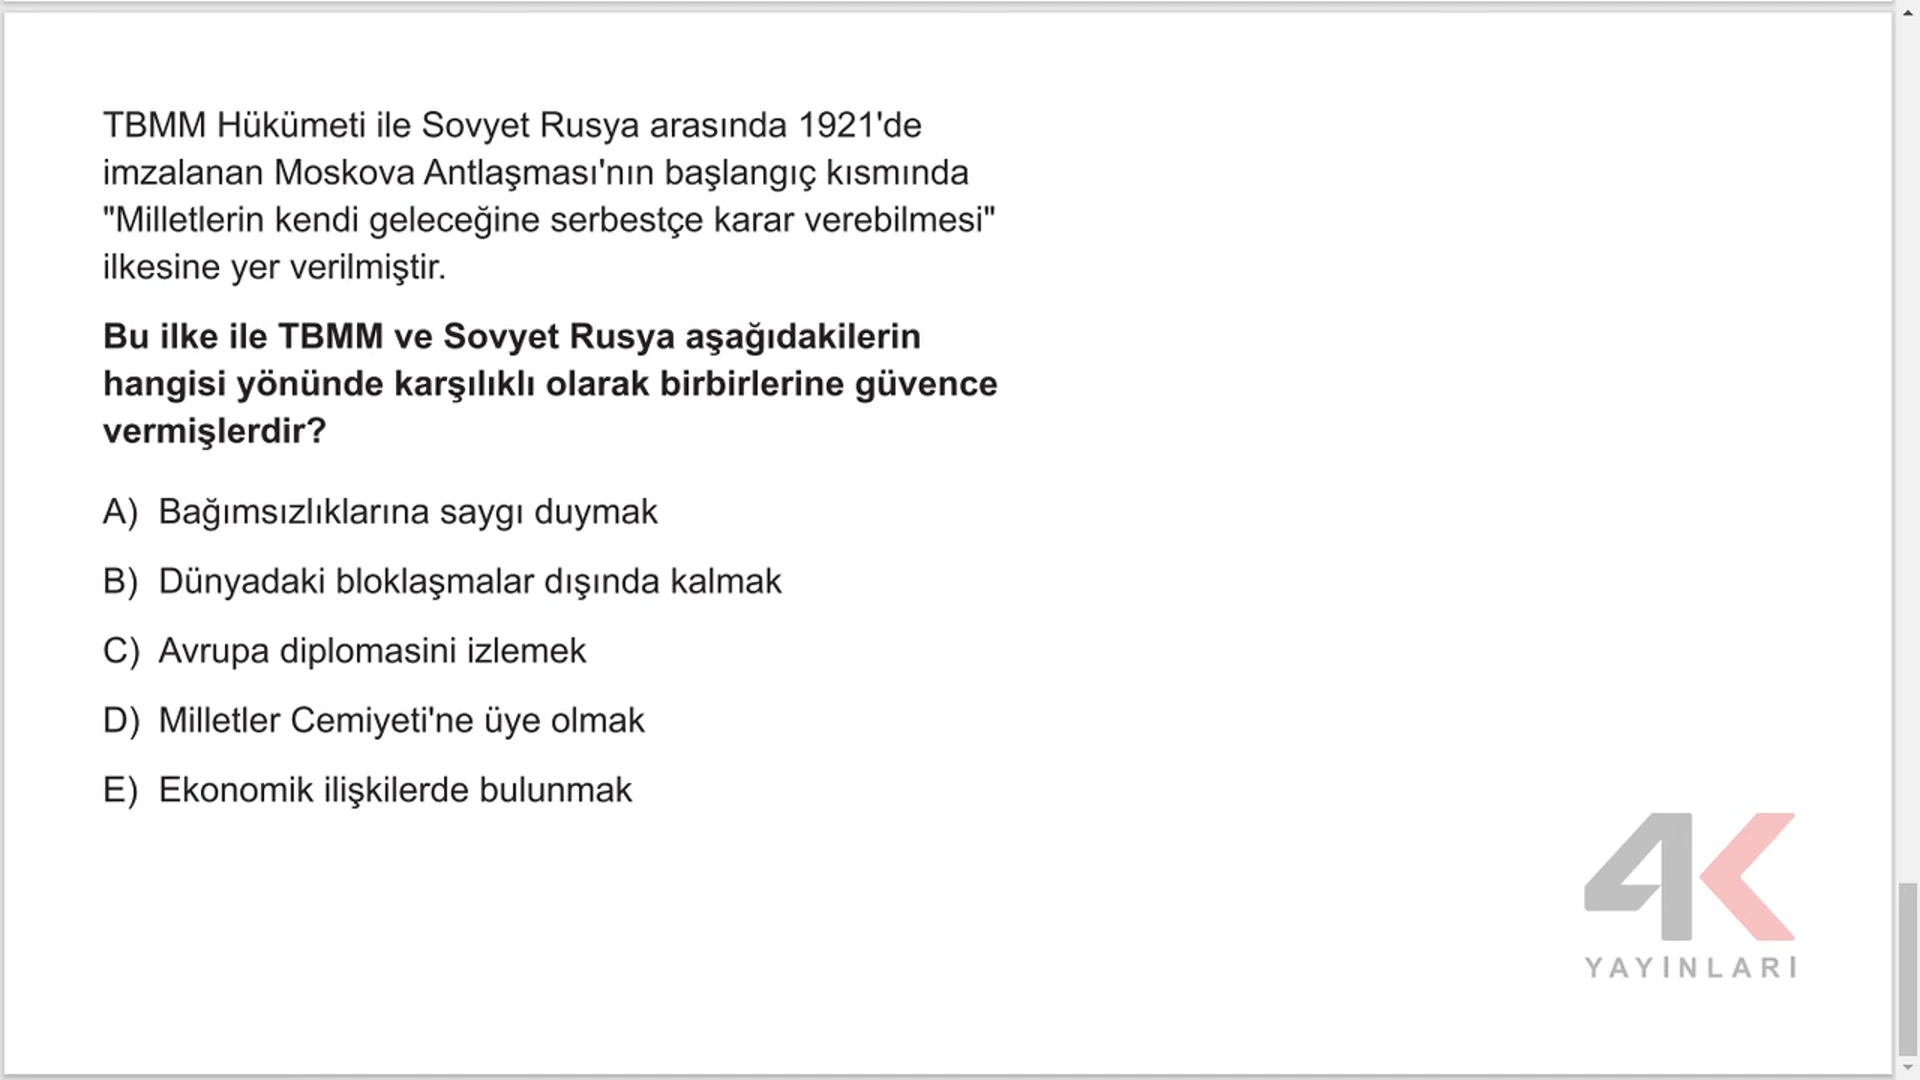 TBMM Hükümeti ile Sovyet Rusya arasında 1921'de
imzalanan Moskova Antlaşması'nın başlangıç kısmında
"Milletlerin kendi geleceğine serbestçe karar verebilmesi"
ilkesine yer verilmiştir.
Bu ilke ile TBMM ve Sovyet Rusya aşağıdakilerin
hangisi yönünde karşılıklı olarak birbirlerine güvence
vermişlerdir?
A) Bağımsızlıklarına saygı duymak
B) Dünyadaki bloklaşmalar dışında kalmak
C) Avrupa diplomasini izlemek
D) Milletler Cemiyeti'ne üye olmak
E) Ekonomik ilişkilerde bulunmak
4K
YAYINLARI